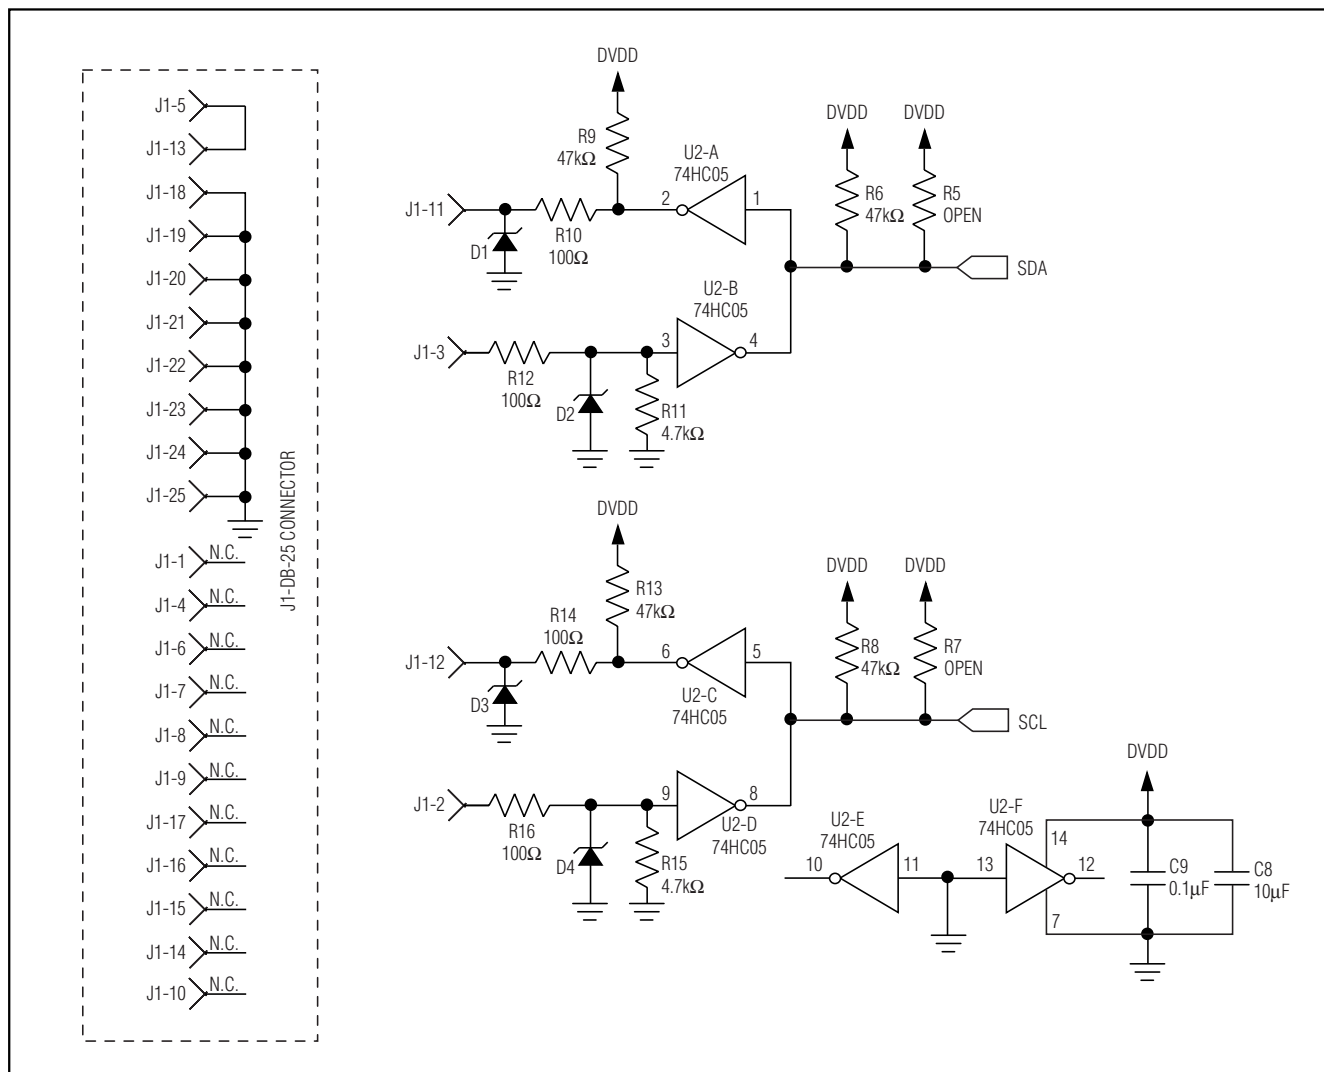 J1-5
J1-13
J1-18
J1-19
J1-20
J1-21
J1-22
J1-23
J1-24
J1-25
J1-1 N.C.
J1-4 N.C.
J1-6 N.C.
J1-7 N.C.
J1-8 N.C.
J1-9 N.C.
J1-17 N.C.
J1-16 N.C.
J1-15 N.C.
J1-14 N.C.
J1-10 N.C.
J1-DB-25 CONNECTOR
DVDD
R9
47kΩ
U2-A
74HC05
J1-11
R10
100Ω
2
1
D1
DVDD
R6
47kΩ
DVDD
R5
OPEN
SDA
U2-B
74HC05
J1-3
R12
100Ω
3
4
D2
R11
4.7kΩ
DVDD
R13
47kΩ
R14
100Ω
J1-12
6
5
U2-C
74HC05
D3
DVDD
R8
47kΩ
DVDD
R7
OPEN
SCL
J1-2
R16
100Ω
9
8
U2-D
74HC05
D4
R15
4.7kΩ
U2-E
74HC05
10
11
U2-F
74HC05
13
14
12
7
DVDD
C9
0.1µF
C8
10µF